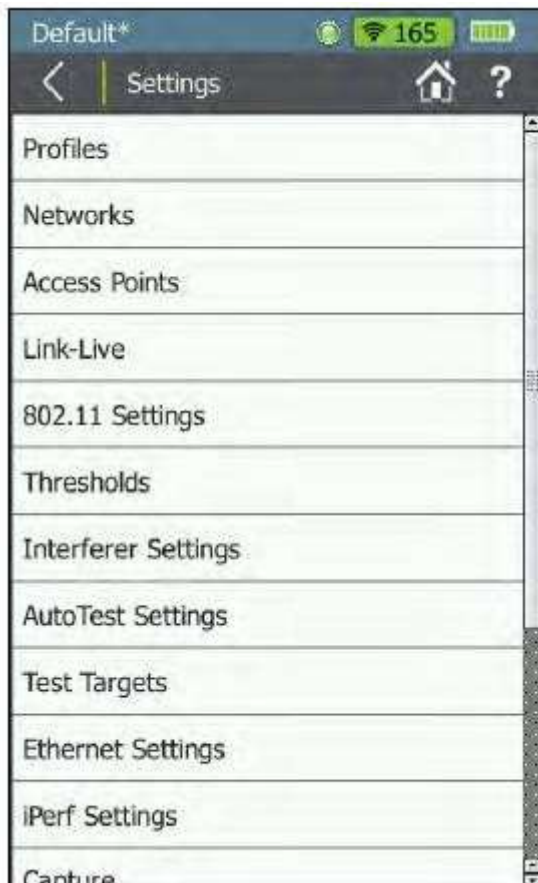 Default*
165
Settings
?
Profiles
Networks
Access Points
Link-Live
802.11 Settings
Thresholds
Interferer Settings
AutoTest Settings
Test Targets
Ethernet Settings
iPerf Settings
Capture